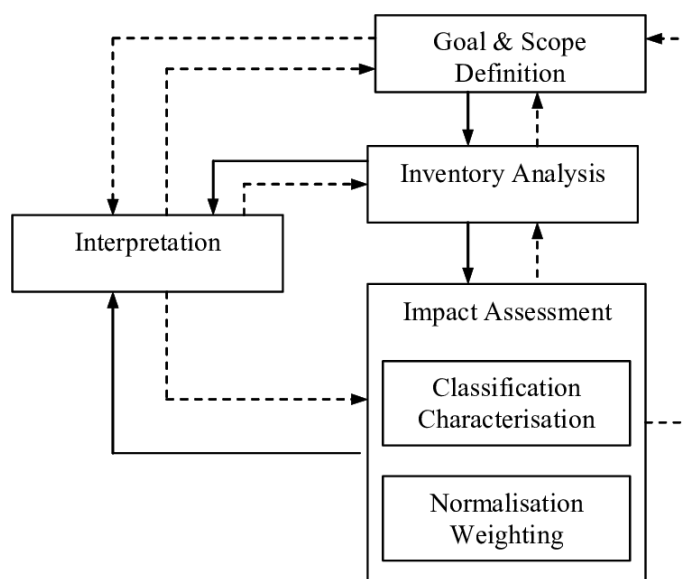 Goal & Scope
Definition
Inventory Analysis
Interpretation
Impact Assessment
Classification
Characterisation
Normalisation
Weighting